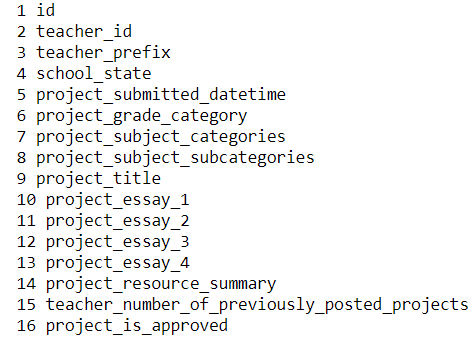 1 id
2 teacher_id
3 teacher_prefix
4 school_state
5 project_submitted_datetime
6 project_grade_category
7 project_subject_categories
8 project_subject_subcategories
9 project_title
10 project_essay_1
11 project_essay_2
12 project_essay_3
13 project_essay_4
14 project_resource_summary
15 teacher_number_of_previously_posted_projects
16 project_is_approved